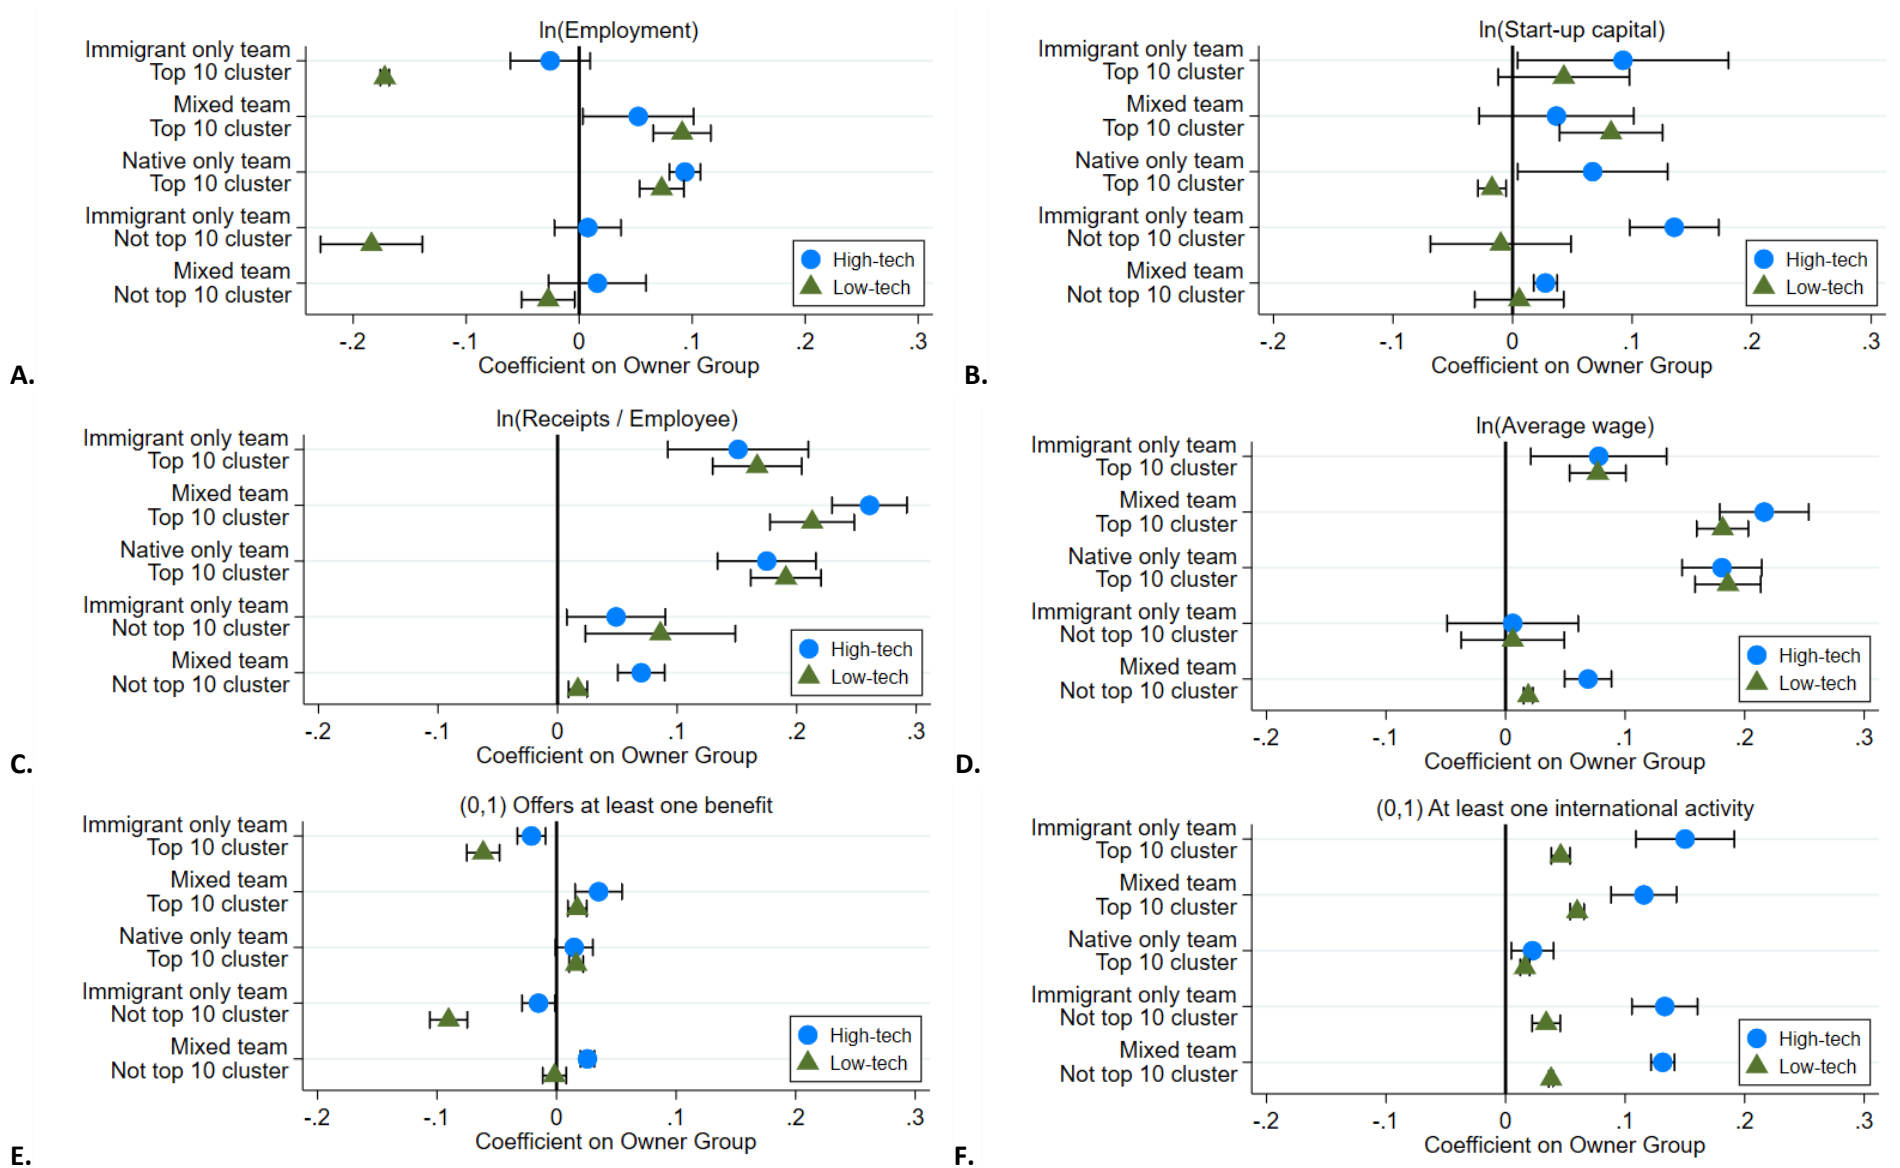 ln(Employment)
Immigrant only team
Top 10 cluster
Mixed team
Top 10 cluster
Native only team
Top 10 cluster
Immigrant only team
Not top 10 cluster
Mixed team
Not top 10 cluster
High-tech
Low-tech
-.2 -.1 0 .1 .2 .3
Coefficient on Owner Group
A.
ln(Start-up capital)
Immigrant only team
Top 10 cluster
Mixed team
Top 10 cluster
Native only team
Top 10 cluster
Immigrant only team
Not top 10 cluster
Mixed team
Not top 10 cluster
High-tech
Low-tech
-.2 -.1 0 .1 .2 .3
Coefficient on Owner Group
B.
ln(Receipts / Employee)
Immigrant only team
Top 10 cluster
Mixed team
Top 10 cluster
Native only team
Top 10 cluster
Immigrant only team
Not top 10 cluster
Mixed team
Not top 10 cluster
High-tech
Low-tech
-.2 -.1 0 .1 .2 .3
Coefficient on Owner Group
C.
ln(Average wage)
Immigrant only team
Top 10 cluster
Mixed team
Top 10 cluster
Native only team
Top 10 cluster
Immigrant only team
Not top 10 cluster
Mixed team
Not top 10 cluster
High-tech
Low-tech
-.2 -.1 0 .1 .2 .3
Coefficient on Owner Group
D.
(0,1) Offers at least one benefit
Immigrant only team
Top 10 cluster
Mixed team
Top 10 cluster
Native only team
Top 10 cluster
Immigrant only team
Not top 10 cluster
Mixed team
Not top 10 cluster
High-tech
Low-tech
-.2 -.1 0 .1 .2 .3
Coefficient on Owner Group
E.
(0,1) At least one international activity
Immigrant only team
Top 10 cluster
Mixed team
Top 10 cluster
Native only team
Top 10 cluster
Immigrant only team
Not top 10 cluster
Mixed team
Not top 10 cluster
High-tech
Low-tech
-.2 -.1 0 .1 .2 .3
Coefficient on Owner Group
F.